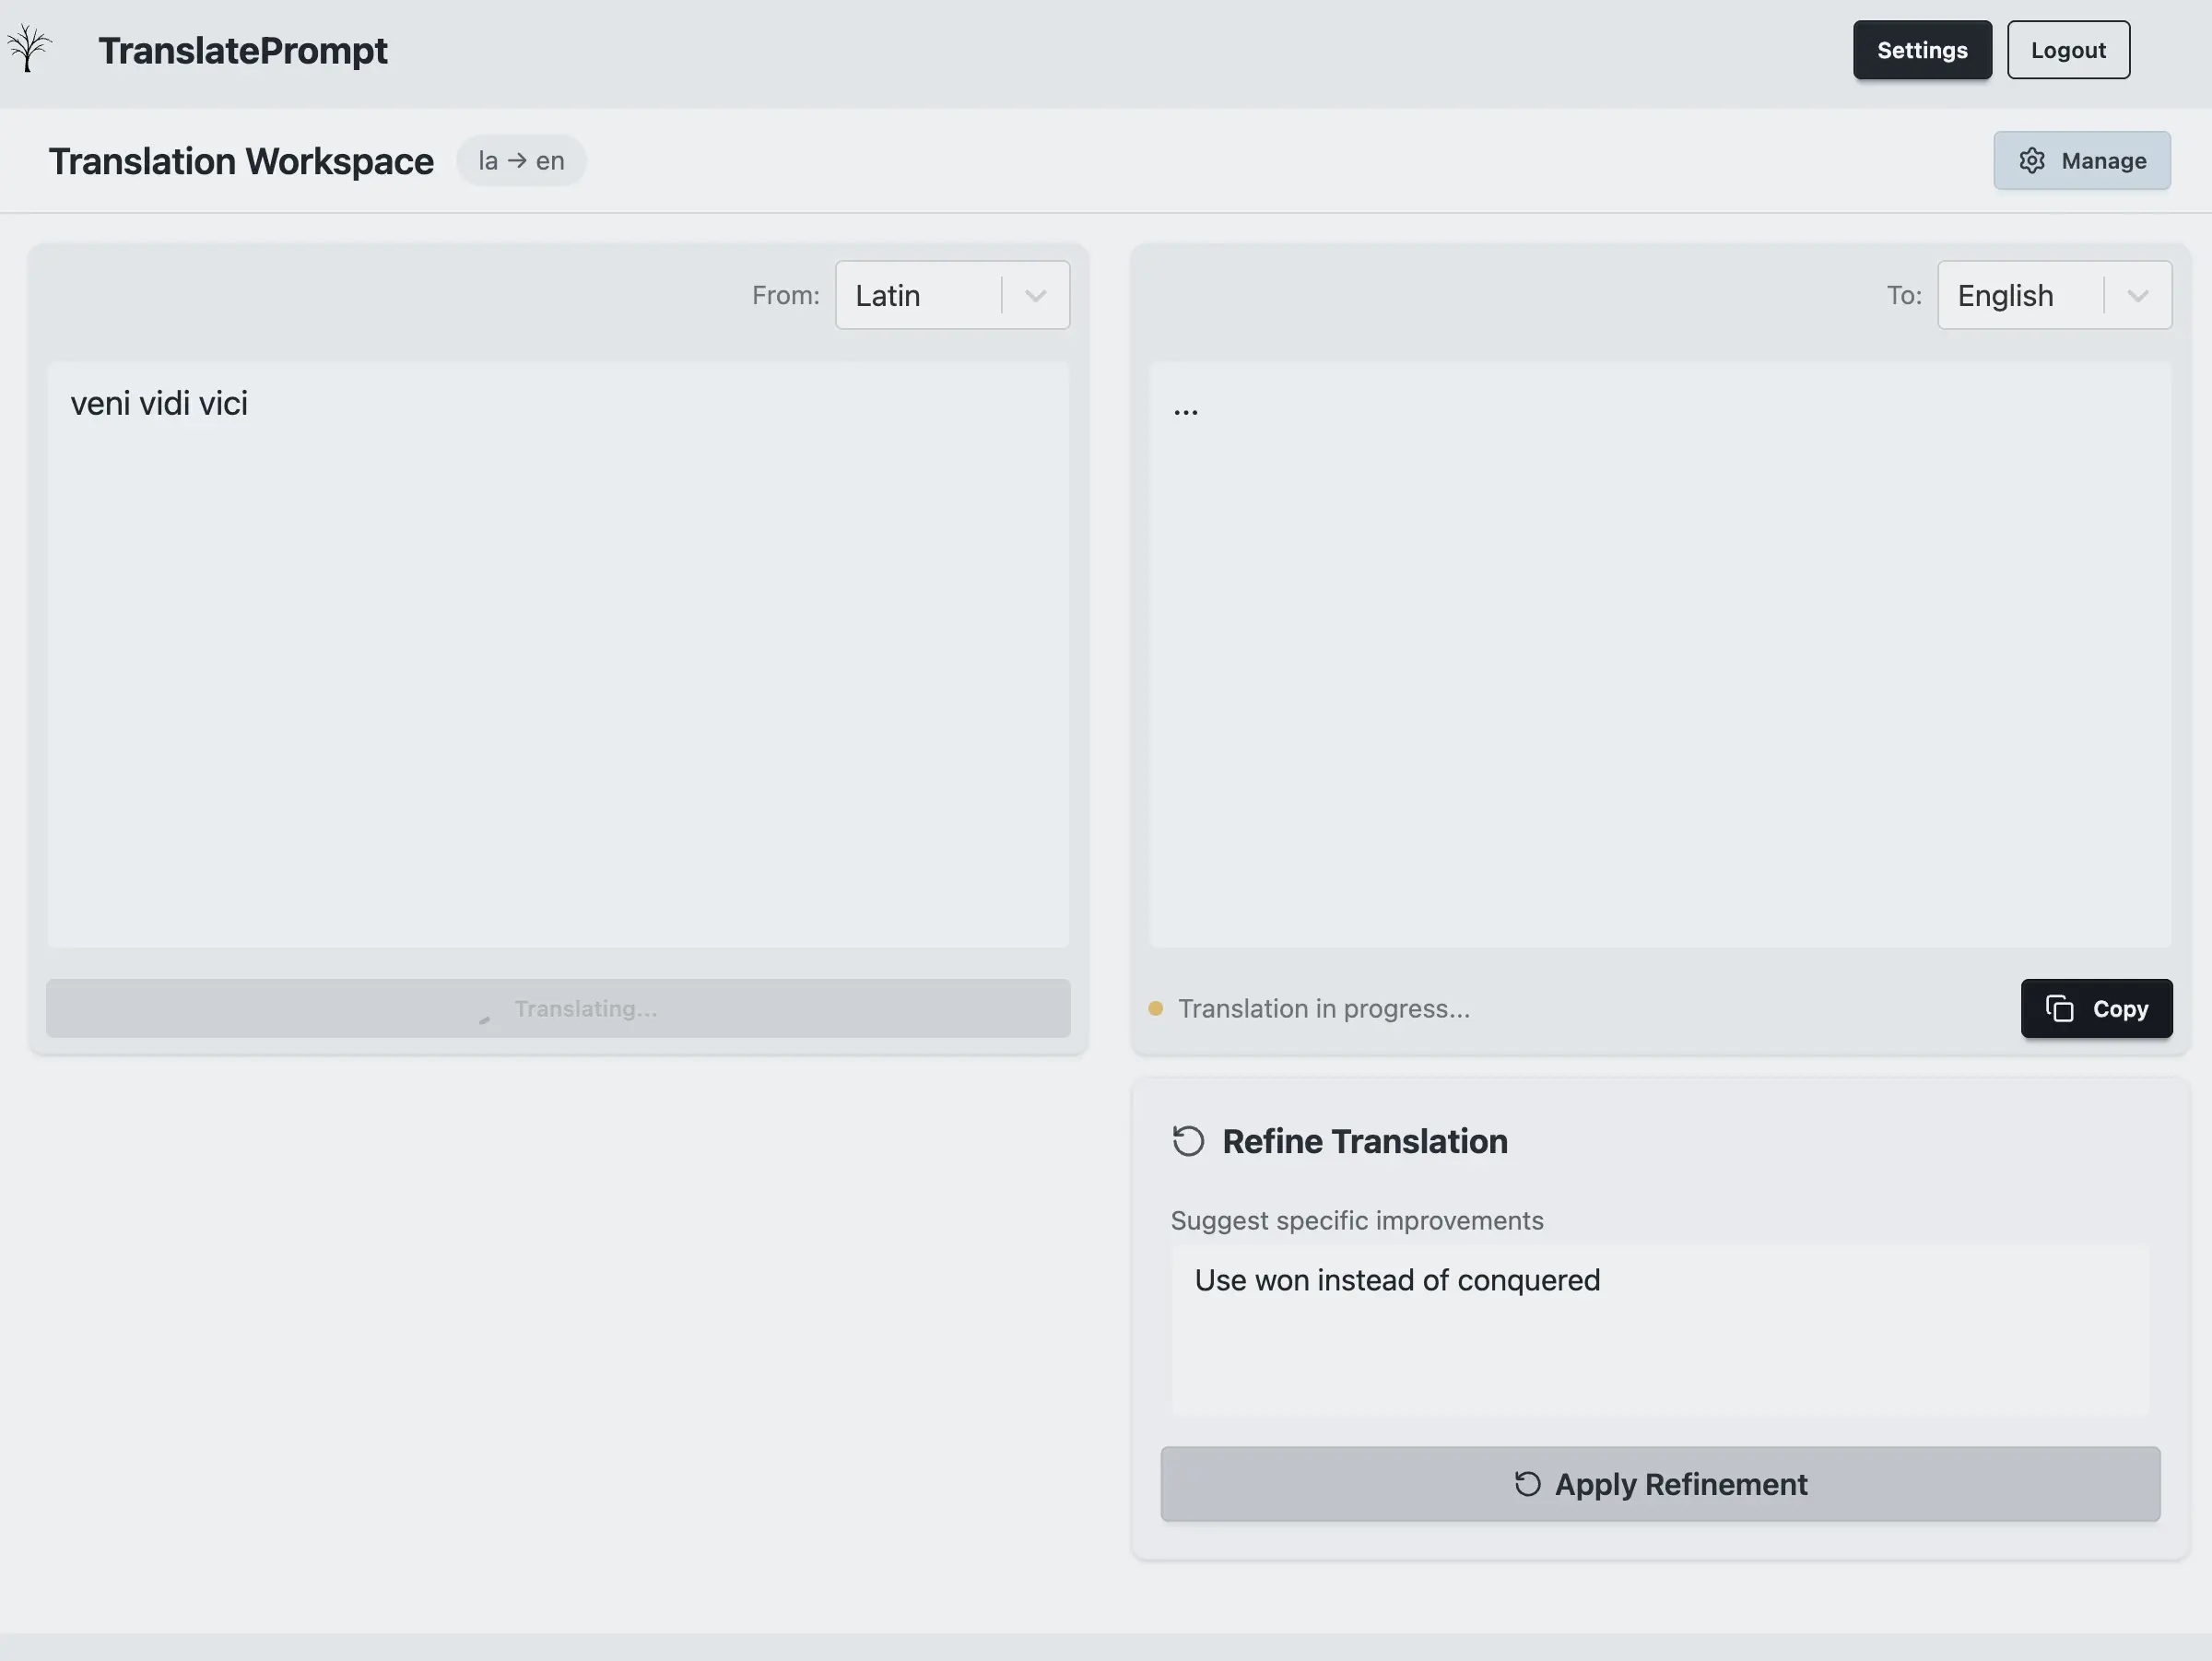 TranslatePrompt
Settings
Logout
Translation Workspace
la → en
Manage
From:
Latin
To:
English
veni vidi vici
...
Translating...
Translation in progress...
Copy
Refine Translation
Suggest specific improvements
Use won instead of conquered
Apply Refinement